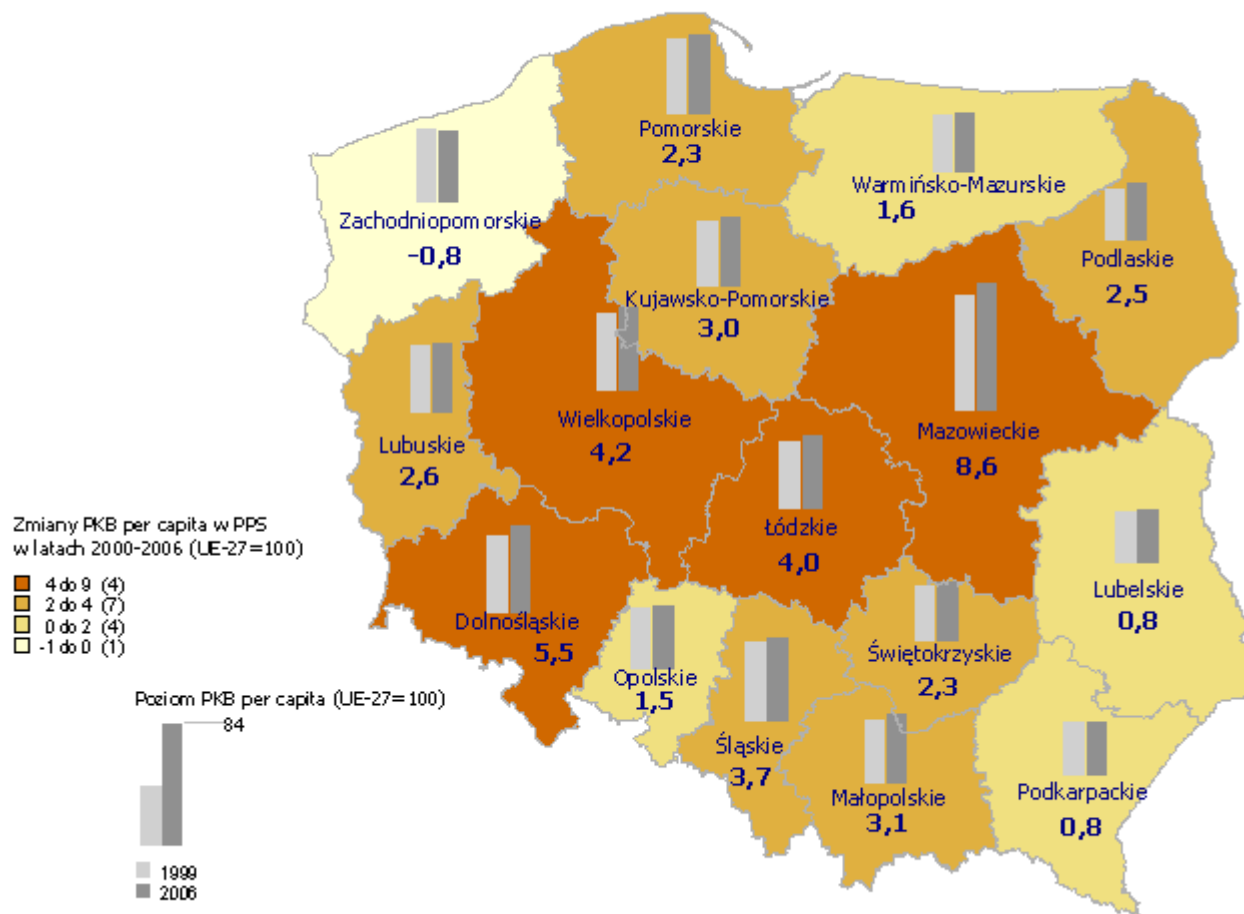 Pomorskie
2,3
Warmińsko-Mazurskie
1,6
Zachodniopomorskie
-0,8
Podlaskie
2,5
Kujawsko-Pomorskie
3,0
Wielkopolskie
4,2
Mazowieckie
8,6
Lubuskie
2,6
Łódzkie
4,0
Zmiany PKB per capita w PPS
w latach 2000-2006 (UE-27=100)
4 do 9 (4)
2 do 4 (7)
0 do 2 (4)
-1 do 0 (1)
Lubelskie
0,8
Dolnośląskie
5,5
Świętokrzyskie
2,3
Opolskie
1,5
Śląskie
3,7
Małopolskie
3,1
Podkarpackie
0,8
Poziom PKB per capita (UE-27=100)
84
1999
2006